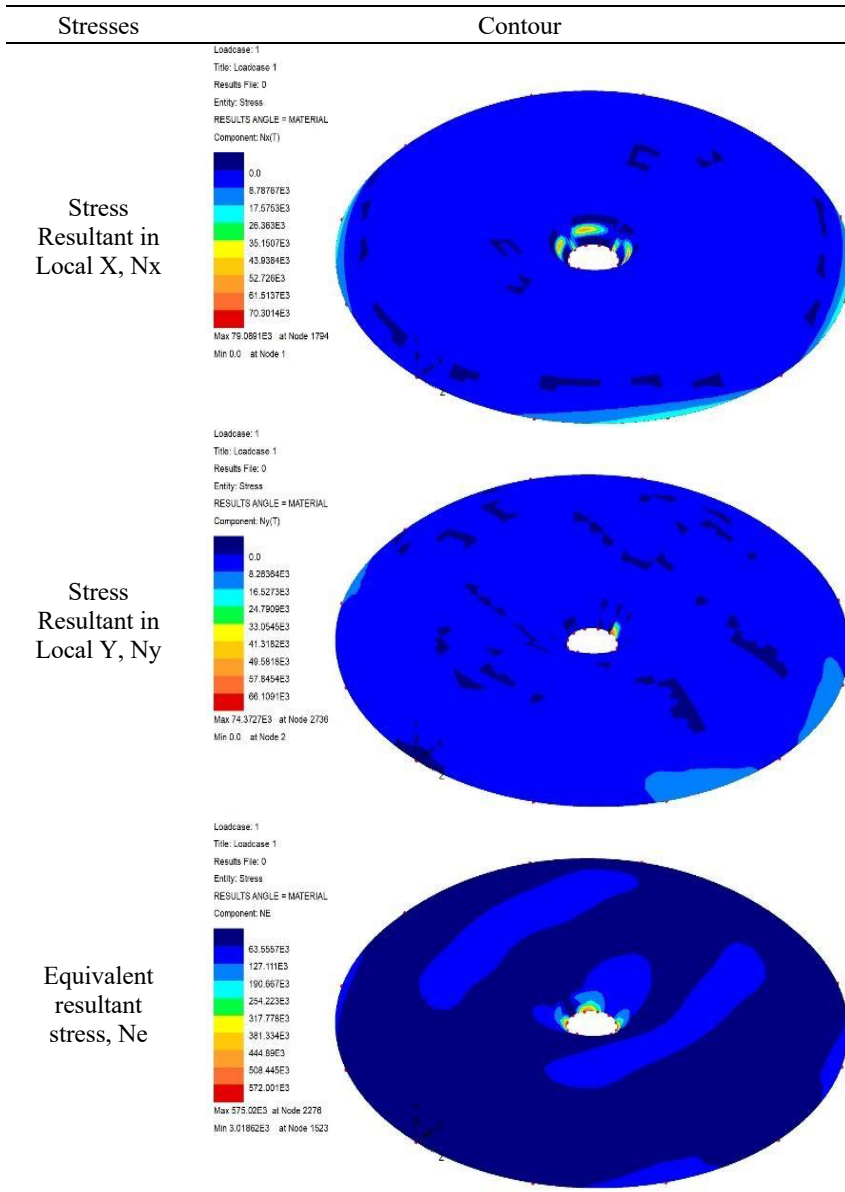 Stresses Contour
Loadcase: 1
Title: Loadcase 1
Results File: 0
Entity: Stress
RESULTS ANGLE = MATERIAL
Component: Nx(T)
0.0
8.78767E3
17.5753E3
26.363E3
35.1507E3
43.9384E3
52.726E3
61.5137E3
70.3014E3
Max 79.0891E3 at Node 1794
Min 0.0 at Node 1
Stress
Resultant in
Local X, Nx
Z
Loadcase: 1
Title: Loadcase 1
Results File: 0
Entity: Stress
RESULTS ANGLE = MATERIAL
Component: Ny(T)
0.0
8.26364E3
16.5273E3
24.7909E3
33.0545E3
41.3182E3
49.5818E3
57.8454E3
66.1091E3
Max 74.3727E3 at Node 2736
Min 0.0 at Node 2
Stress
Resultant in
Local Y, Ny
Z
Loadcase: 1
Title: Loadcase 1
Results File: 0
Entity: Stress
RESULTS ANGLE = MATERIAL
Component: NE
63.5557E3
127.111E3
190.667E3
254.223E3
317.778E3
381.334E3
444.89E3
508.445E3
572.001E3
Max 575.02E3 at Node 2276
Min 3.01862E3 at Node 1523
Equivalent
resultant
stress, Ne
Z